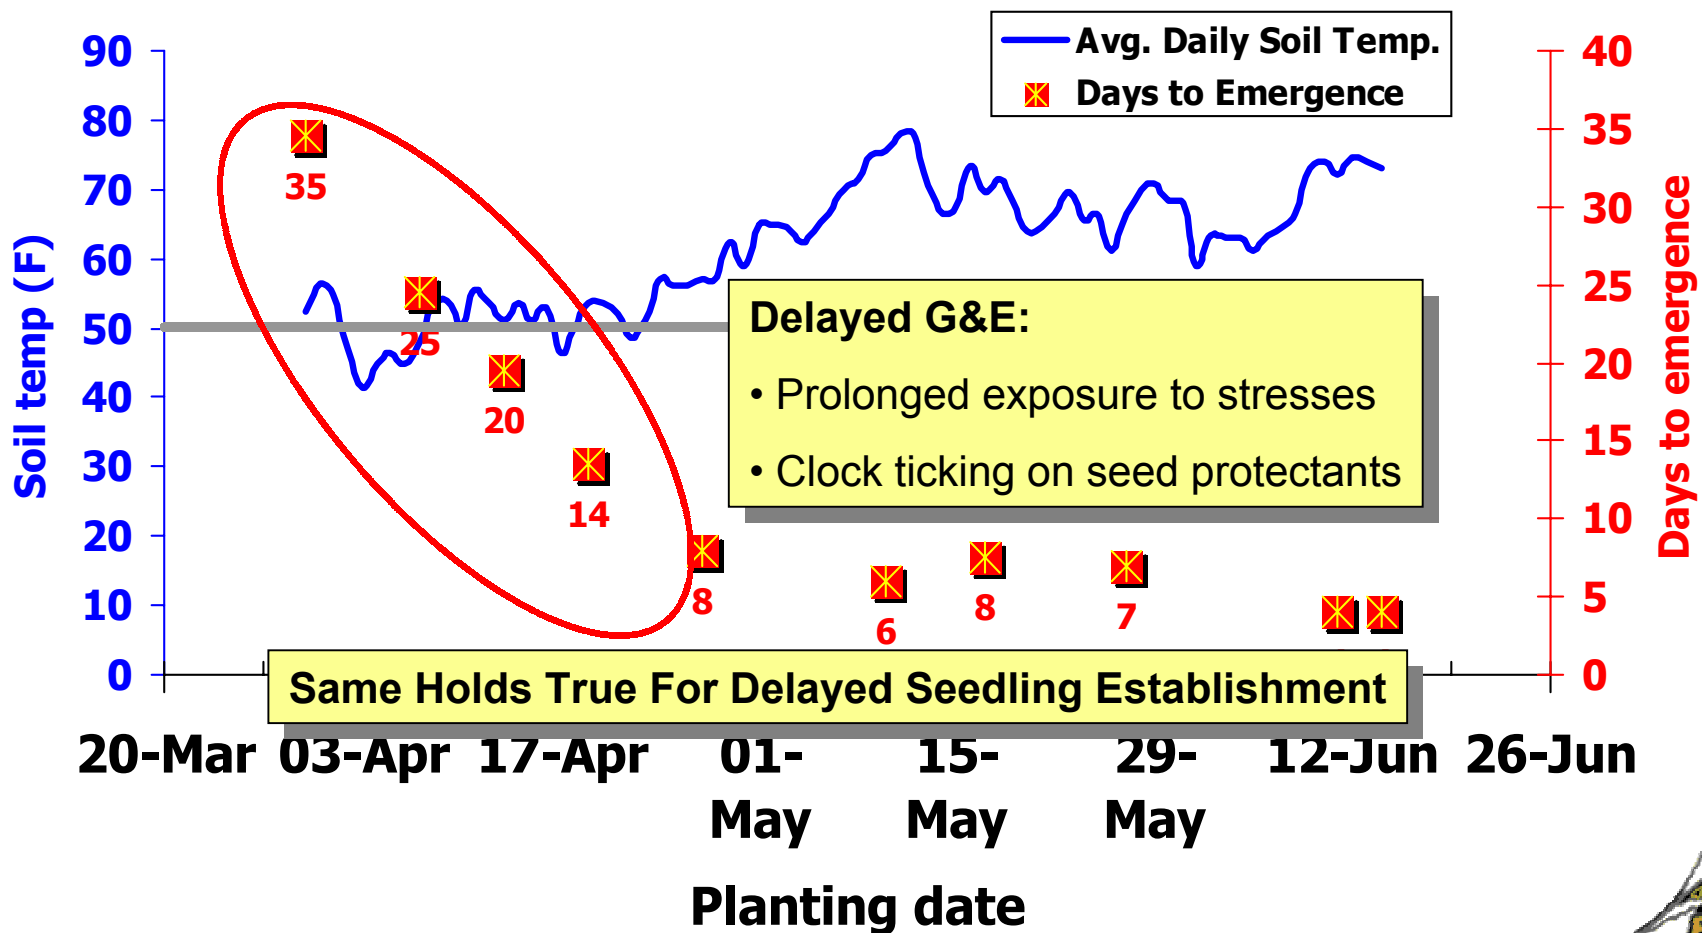 Avg. Daily Soil Temp.
Days to Emergence
90
80
70
60
50
40
30
20
10
0
Soil temp (F)
40
35
30
25
20
15
10
5
0
Days to emergence
35
25
20
14
8
6
8
7
Delayed G&E:
• Prolonged exposure to stresses
• Clock ticking on seed protectants
Same Holds True For Delayed Seedling Establishment
20-Mar 03-Apr 17-Apr 01- 15- 29- 12-Jun 26-Jun
May May May
Planting date